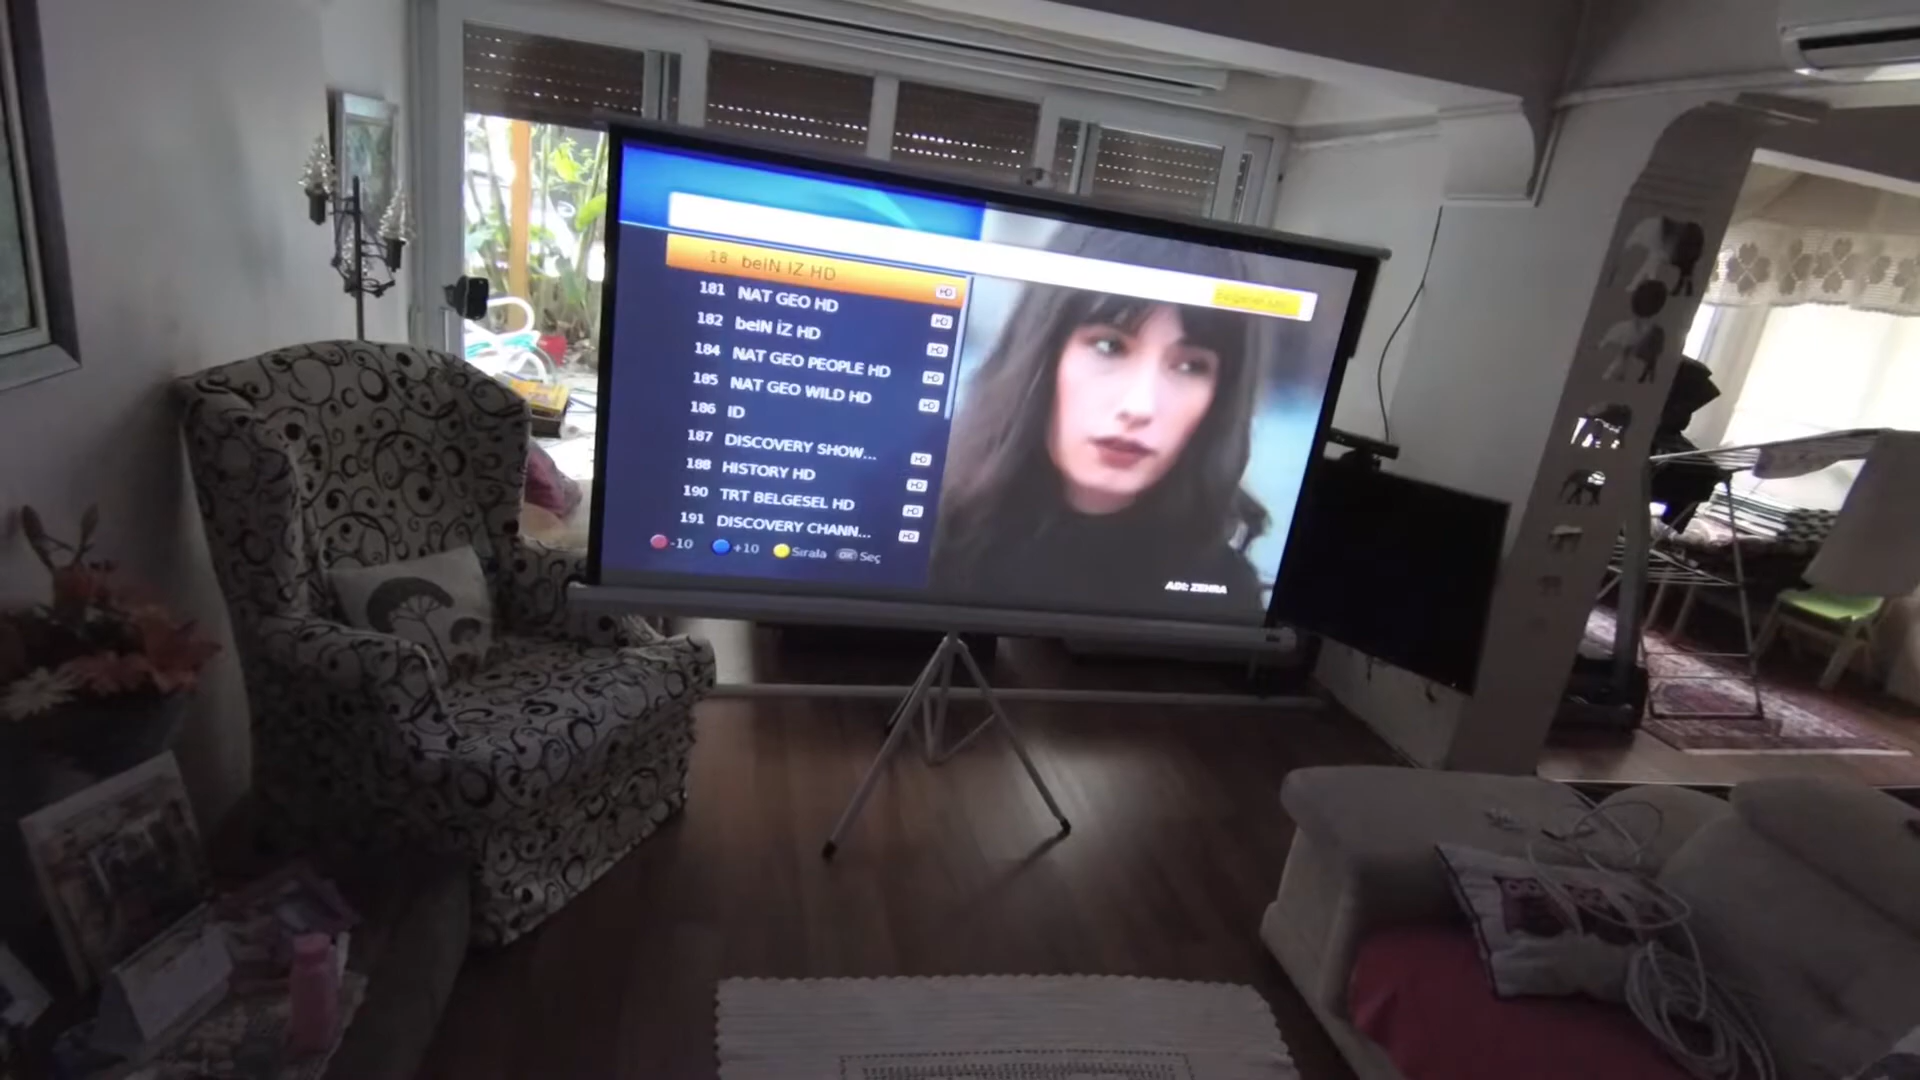 18 beIN IZ HD HD
181 NAT GEO HD HD
182 beIN İZ HD HD
184 NAT GEO PEOPLE HD HD
185 NAT GEO WILD HD HD
186 ID
187 DISCOVERY SHOW... HD
188 HISTORY HD HD
190 TRT BELGESEL HD HD
191 DISCOVERY CHANN... HD
-10 +10 Sırala OK Seç
ADI: ZEHRA